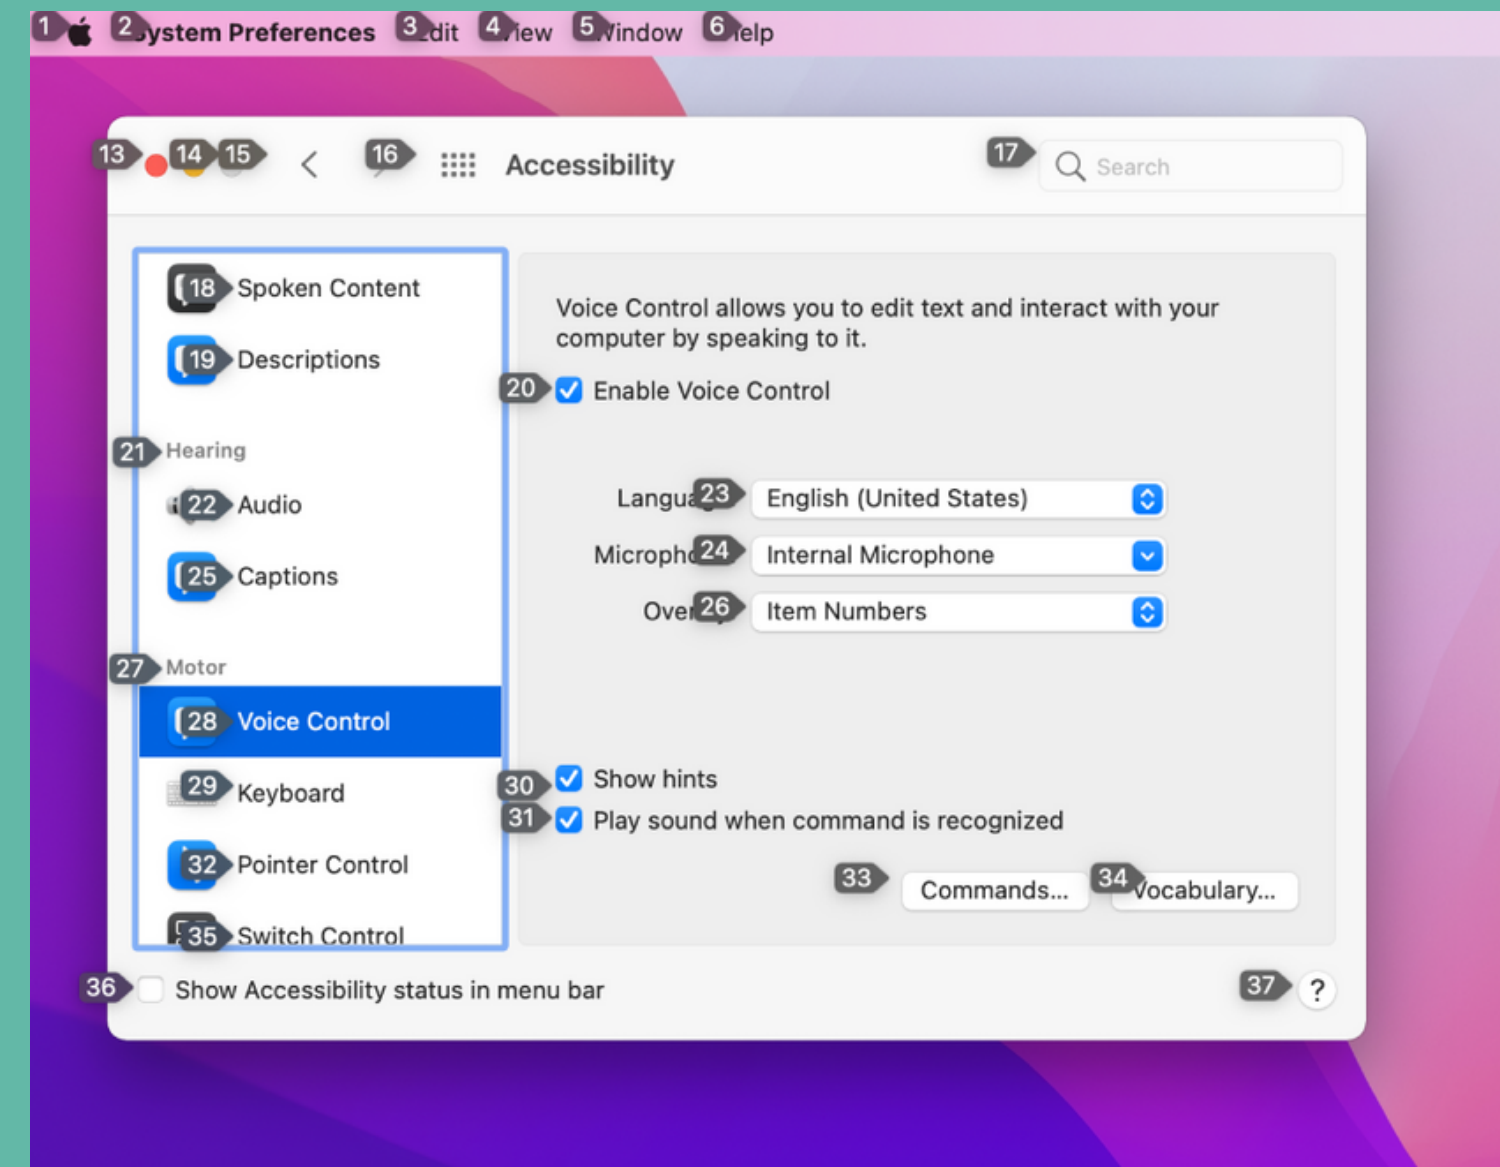 1 2 System Preferences 3 Edit 4 View 5 Window 6 Help
13 14 15 16 Accessibility 17 Search
18 Spoken Content
19 Descriptions
21 Hearing
22 Audio
25 Captions
27 Motor
28 Voice Control
29 Keyboard
32 Pointer Control
35 Switch Control
Voice Control allows you to edit text and interact with your
computer by speaking to it.
20 Enable Voice Control
23 English (United States)
24 Internal Microphone
26 Item Numbers
30 Show hints
31 Play sound when command is recognized
33 Commands... 34 Vocabulary...
36 Show Accessibility status in menu bar
37 ?